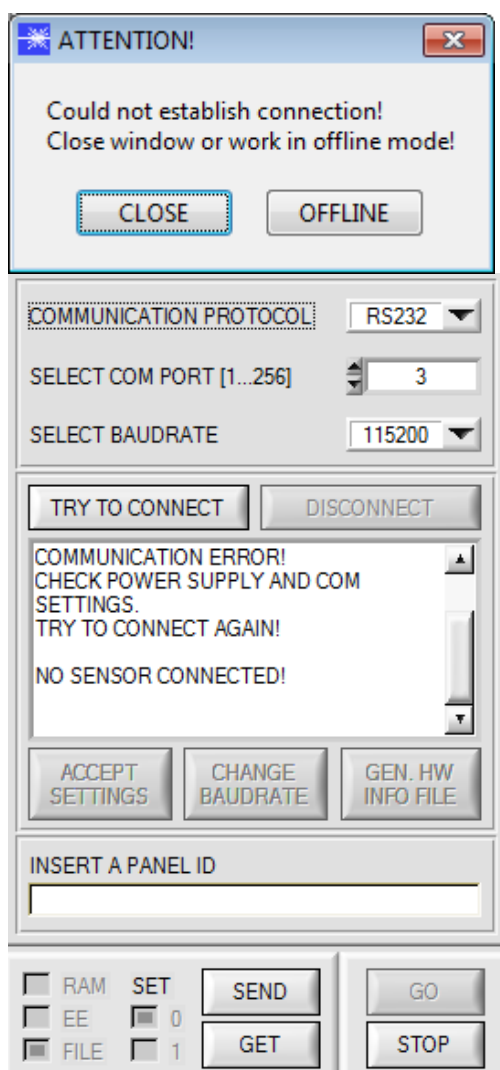 ATTENTION!
Could not establish connection!
Close window or work in offline mode!
CLOSE OFFLINE
COMMUNICATION PROTOCOL RS232
SELECT COM PORT [1...256] 3
SELECT BAUDRATE 115200
TRY TO CONNECT DISCONNECT
COMMUNICATION ERROR!
CHECK POWER SUPPLY AND COM
SETTINGS.
TRY TO CONNECT AGAIN!
NO SENSOR CONNECTED!
ACCEPT CHANGE GEN. HW
SETTINGS BAUDRATE INFO FILE
INSERT A PANEL ID
RAM SET SEND GO
EE 0
FILE 1 GET STOP